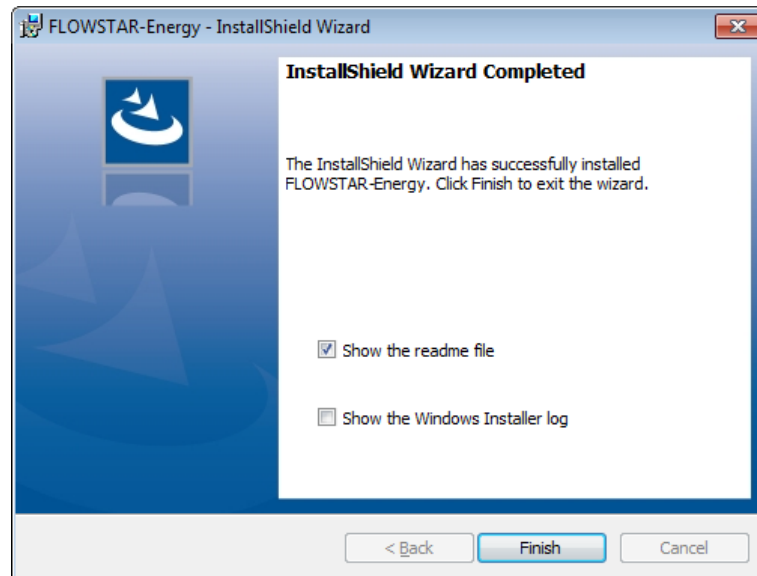 FLOWSTAR-Energy - InstallShield Wizard
InstallShield Wizard Completed
The InstallShield Wizard has successfully installed
FLOWSTAR-Energy. Click Finish to exit the wizard.
Show the readme file
Show the Windows Installer log
< Back
Finish
Cancel